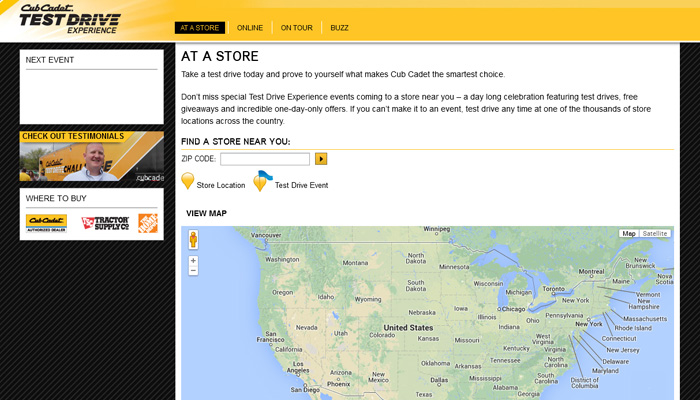 Cub Cadet
TEST DRIVE
EXPERIENCE
AT A STORE
ONLINE
ON TOUR
BUZZ
NEXT EVENT
CHECK OUT TESTIMONIALS
Cub Cadet
CHALL
cubcade
WHERE TO BUY
Cub Cadet
AUTHORIZED DEALER
TRACTOR
SUPPLY CO
AT A STORE
Take a test drive today and prove to yourself what makes Cub Cadet the smartest choice.
Don't miss special Test Drive Experience events coming to a store near you – a day long celebration featuring test drives, free
giveaways and incredible one-day-only offers. If you can't make it to an event, test drive any time at one of the thousands of store
locations across the country.
FIND A STORE NEAR YOU:
ZIP CODE:
Store Location
Test Drive Event
VIEW MAP
Map
Satellite
+
−
Vancouver
Winnipeg
Washington
Montana
North
Dakota
Minnesota
Montreal
New
Brunswick
Oregon
Idaho
Wyoming
South
Dakota
Wisconsin
Michigan
Toronto
Vermont
New
Hampshire
Iowa
Chicago
New York
Nebraska
Illinois
Indiana
Ohio
Pennsylvania
New York
Massachusetts
Rhode Island
Connecticut
New Jersey
Delaware
Maryland
District of
Columbia
San
Francisco
Nevada
Utah
Colorado
United States
Kansas
Missouri
West
Virginia
Kentucky
Virginia
California
Los
Angeles
San Diego
Arizona
Phoenix
New
Mexico
Oklahoma
Arkansas
Tennessee
North
Carolina
South
Carolina
Dallas
Texas
Mississippi
Alabama
Georgia